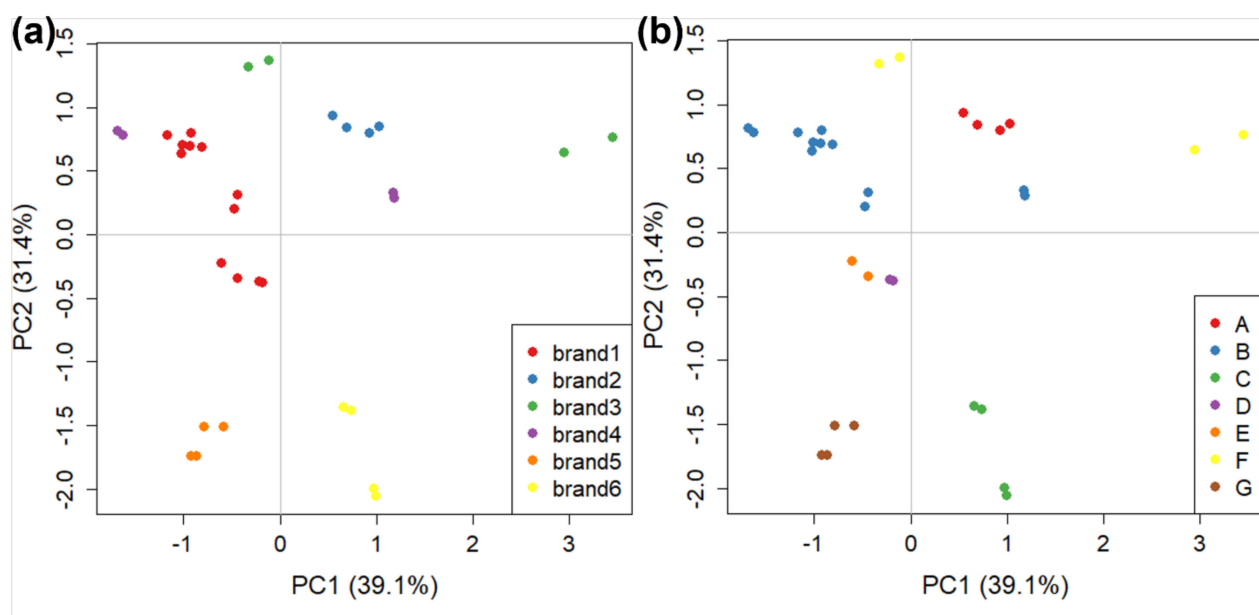 (a)
1.5
1.0
0.5
0.0
-0.5
-1.0
-1.5
-2.0
PC2 (31.4%)
brand1
brand2
brand3
brand4
brand5
brand6
-1 0 1 2 3
PC1 (39.1%)
(b)
1.5
1.0
0.5
0.0
-0.5
-1.0
-1.5
-2.0
PC2 (31.4%)
A
B
C
D
E
F
G
-1 0 1 2 3
PC1 (39.1%)